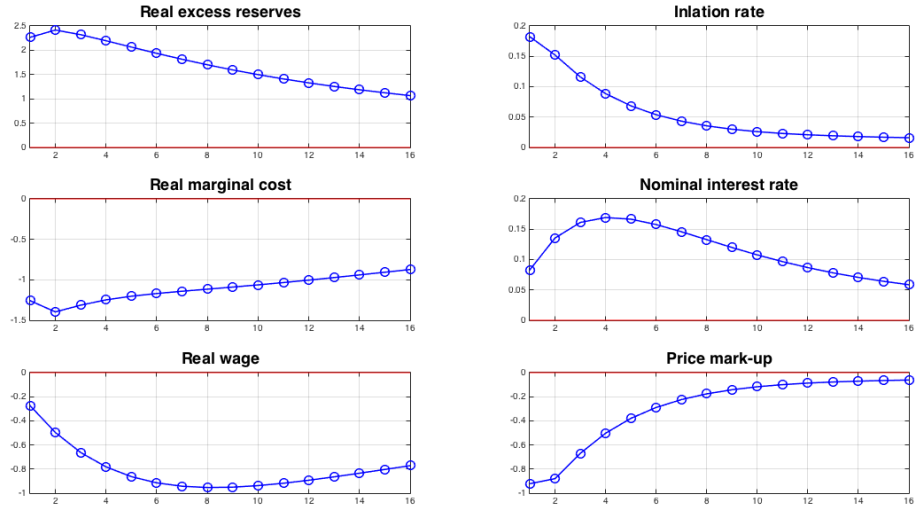 Real excess reserves
2.5
2
1.5
1
0.5
0
2 4 6 8 10 12 14 16
Inlation rate
0.2
0.15
0.1
0.05
0
2 4 6 8 10 12 14 16
Real marginal cost
0
-0.5
-1
-1.5
2 4 6 8 10 12 14 16
Nominal interest rate
0.2
0.15
0.1
0.05
0
2 4 6 8 10 12 14 16
Real wage
0
-0.2
-0.4
-0.6
-0.8
-1
2 4 6 8 10 12 14 16
Price mark-up
0
-0.2
-0.4
-0.6
-0.8
-1
2 4 6 8 10 12 14 16